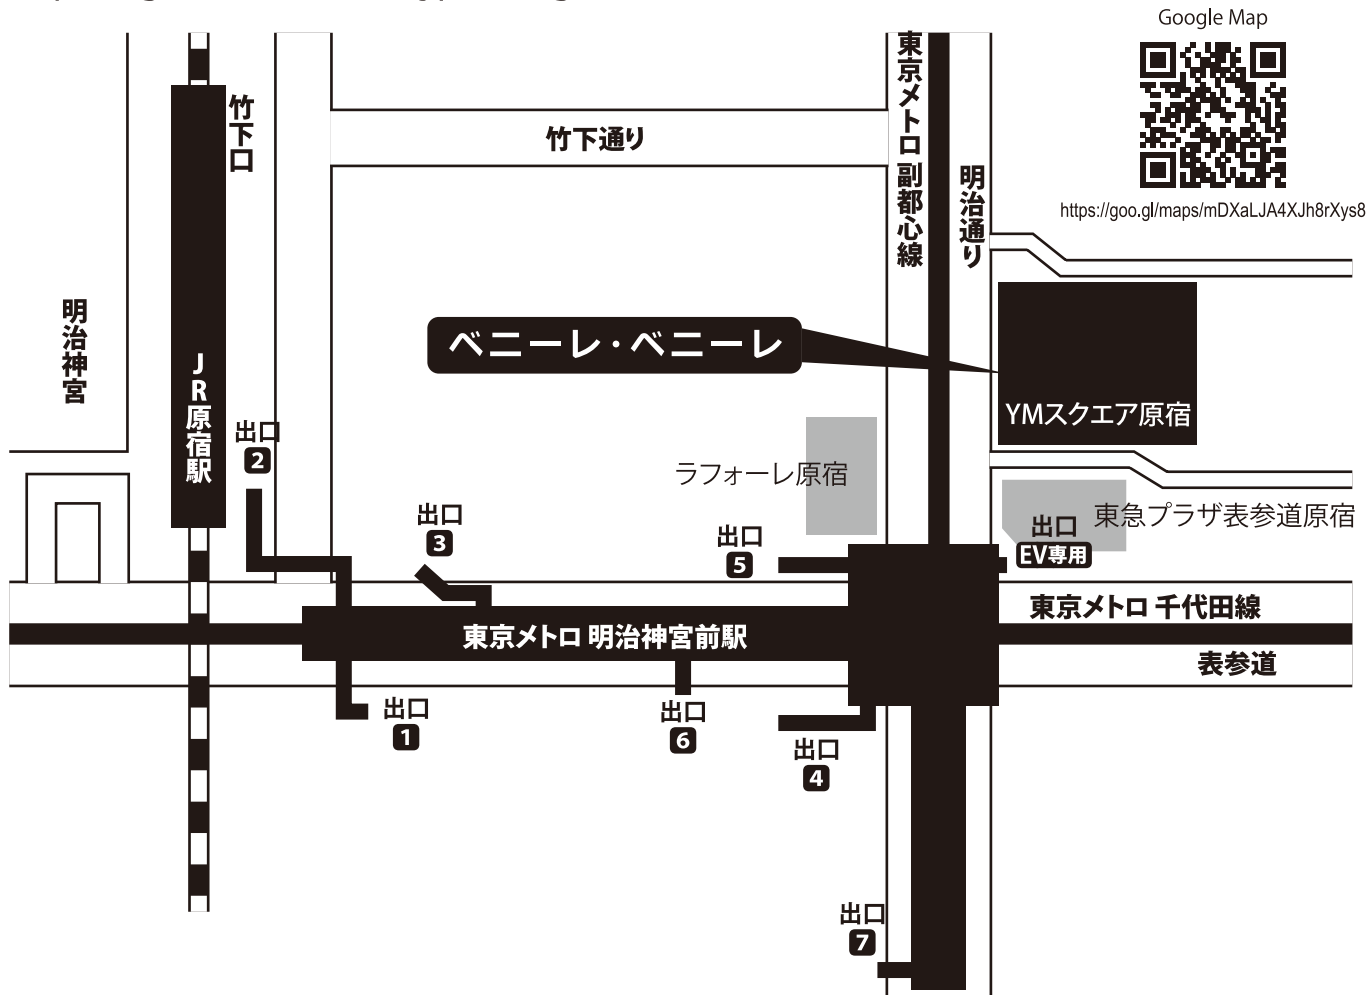 Google Map
https://goo.gl/maps/mDXaLJA4XJh8rXys8
竹下口
竹下通り
東京メトロ 副都心線
明治通り
明治神宮
JR原宿駅
ベニーレ・ベニーレ
YMスクエア原宿
ラフォーレ原宿
東急プラザ表参道原宿
出口
2
出口
3
出口
5
出口
EV専用
東京メトロ 千代田線
東京メトロ 明治神宮前駅
表参道
出口
1
出口
6
出口
4
出口
7